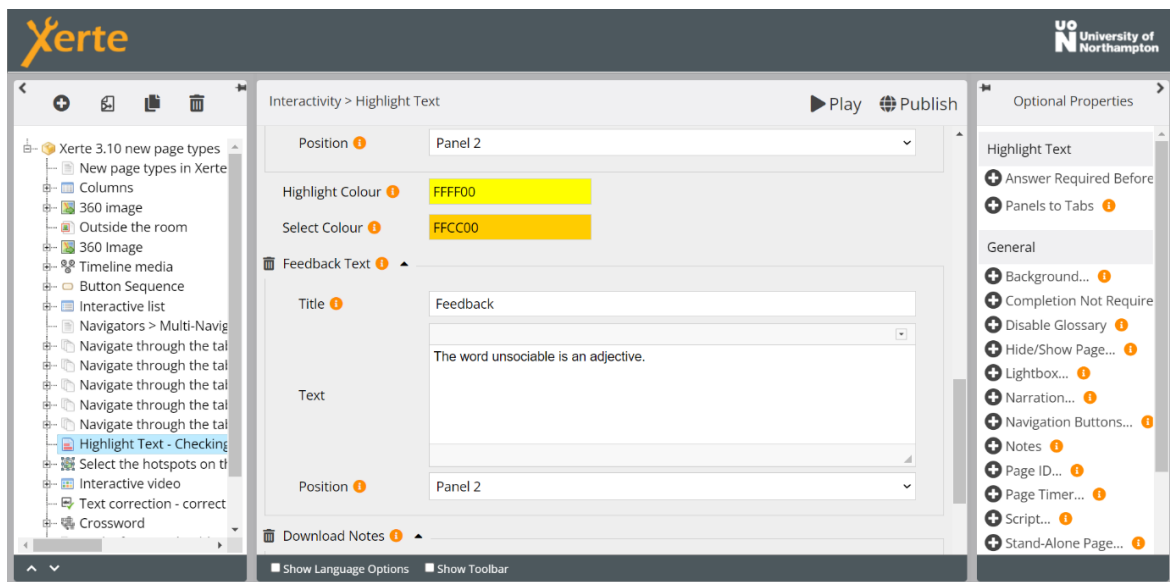 Xerte
UON University of Northampton
Interactivity > Highlight Text
Play
Publish
Optional Properties
Xerte 3.10 new page types
New page types in Xerte
Columns
360 image
Outside the room
360 Image
Timeline media
Button Sequence
Interactive list
Navigators > Multi-Navig
Navigate through the tal
Navigate through the tal
Navigate through the tal
Navigate through the tal
Navigate through the tal
Highlight Text - Checking
Select the hotspots on th
Interactive video
Text correction - correct
Crossword
Position
Panel 2
Highlight Colour
FFFF00
Select Colour
FFCC00
Feedback Text
Title
Feedback
The word unsociable is an adjective.
Text
Position
Panel 2
Download Notes
Show Language Options
Show Toolbar
Highlight Text
Answer Required Before
Panels to Tabs
General
Background...
Completion Not Require
Disable Glossary
Hide/Show Page...
Lightbox...
Narration...
Navigation Buttons...
Notes
Page ID...
Page Timer...
Script...
Stand-Alone Page...